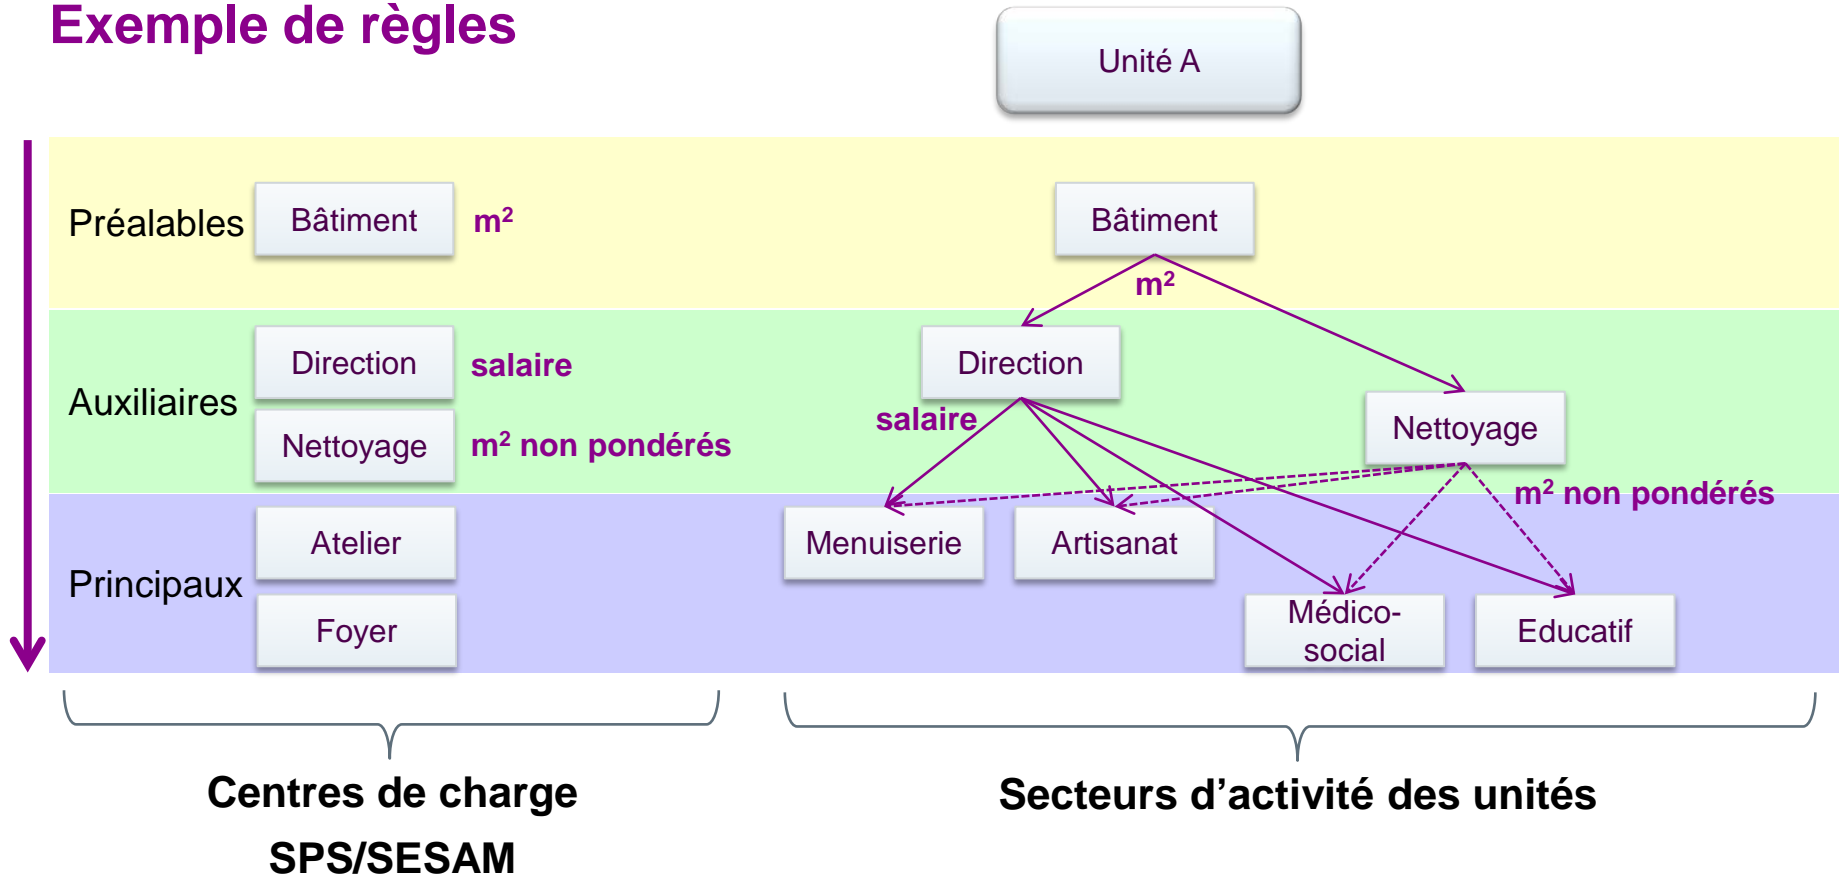 Exemple de règles
Unité A
Préalables
Bâtiment
m²
Bâtiment
m²
Auxiliaires
Direction
salaire
Nettoyage
m² non pondérés
Direction
salaire
Nettoyage
m² non pondérés
Principaux
Atelier
Foyer
Menuiserie
Artisanat
Médico-
social
Educatif
Centres de charge
SPS/SESAM
Secteurs d’activité des unités